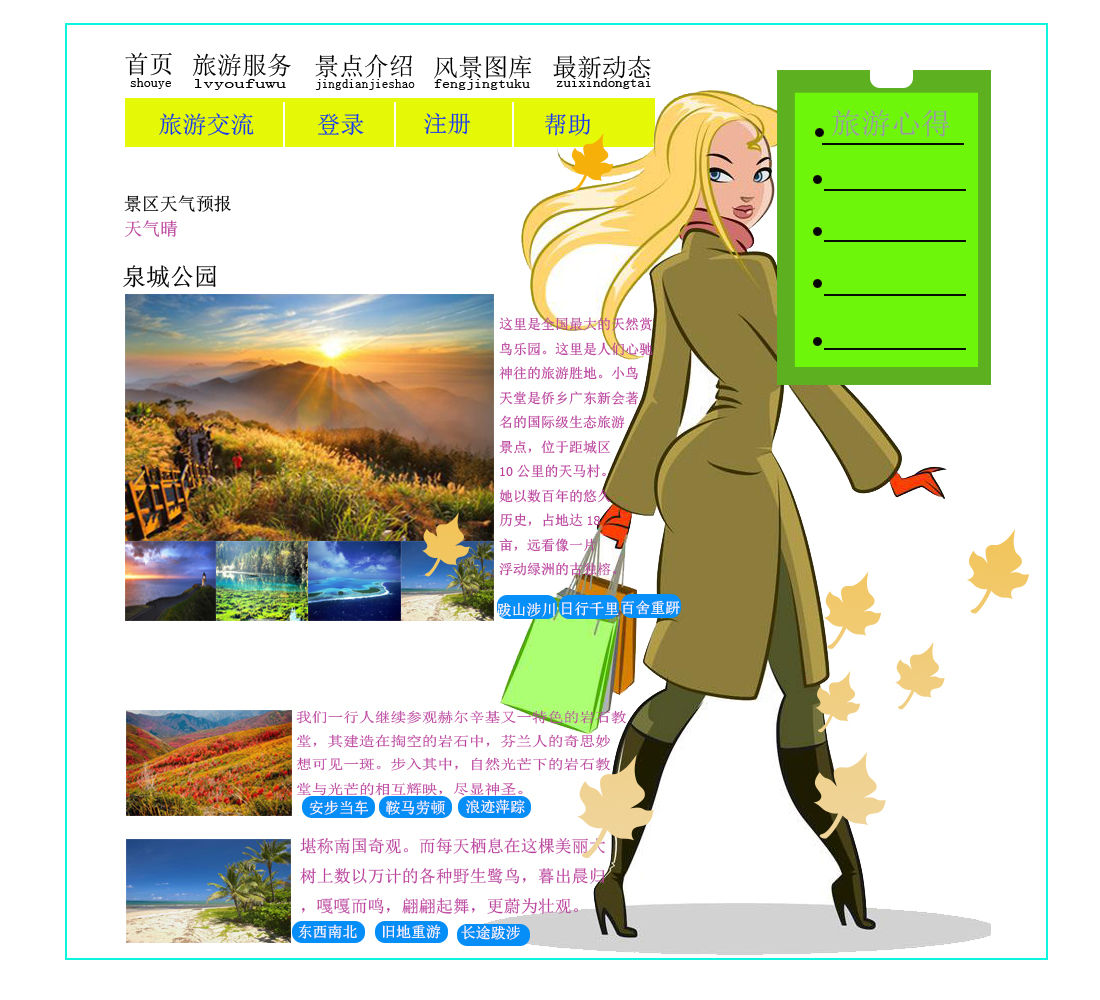 首页 旅游服务 景点介绍 风景图库 最新动态
shouye lvyoufuwu jingdianjieshao fengjingtuku zuixindongtai
旅游交流 登录 注册 帮助
旅游心得
景区天气预报
天气晴
泉城公园
这里是全国最大的天然赏
鸟乐园。这里是人们心驰
神往的旅游胜地。小鸟
天堂是侨乡广东新会著
名的国际级生态旅游
景点，位于距城区
10 公里的天马村。
她以数百年的悠久
历史，占地达 18
亩，远看像一片
浮动绿洲的古独榕
跋山涉川 日行千里 百舍重趼
我们一行人继续参观赫尔辛基又一特色的岩石教
堂，其建造在掏空的岩石中，芬兰人的奇思妙
想可见一斑。步入其中，自然光芒下的岩石教
堂与光芒的相互辉映，尽显神圣。
安步当车 鞍马劳顿 浪迹萍踪
堪称南国奇观。而每天栖息在这棵美丽大
树上数以万计的各种野生鹭鸟，暮出晨归
，嘎嘎而鸣，翩翩起舞，更蔚为壮观。
东西南北 旧地重游 长途跋涉